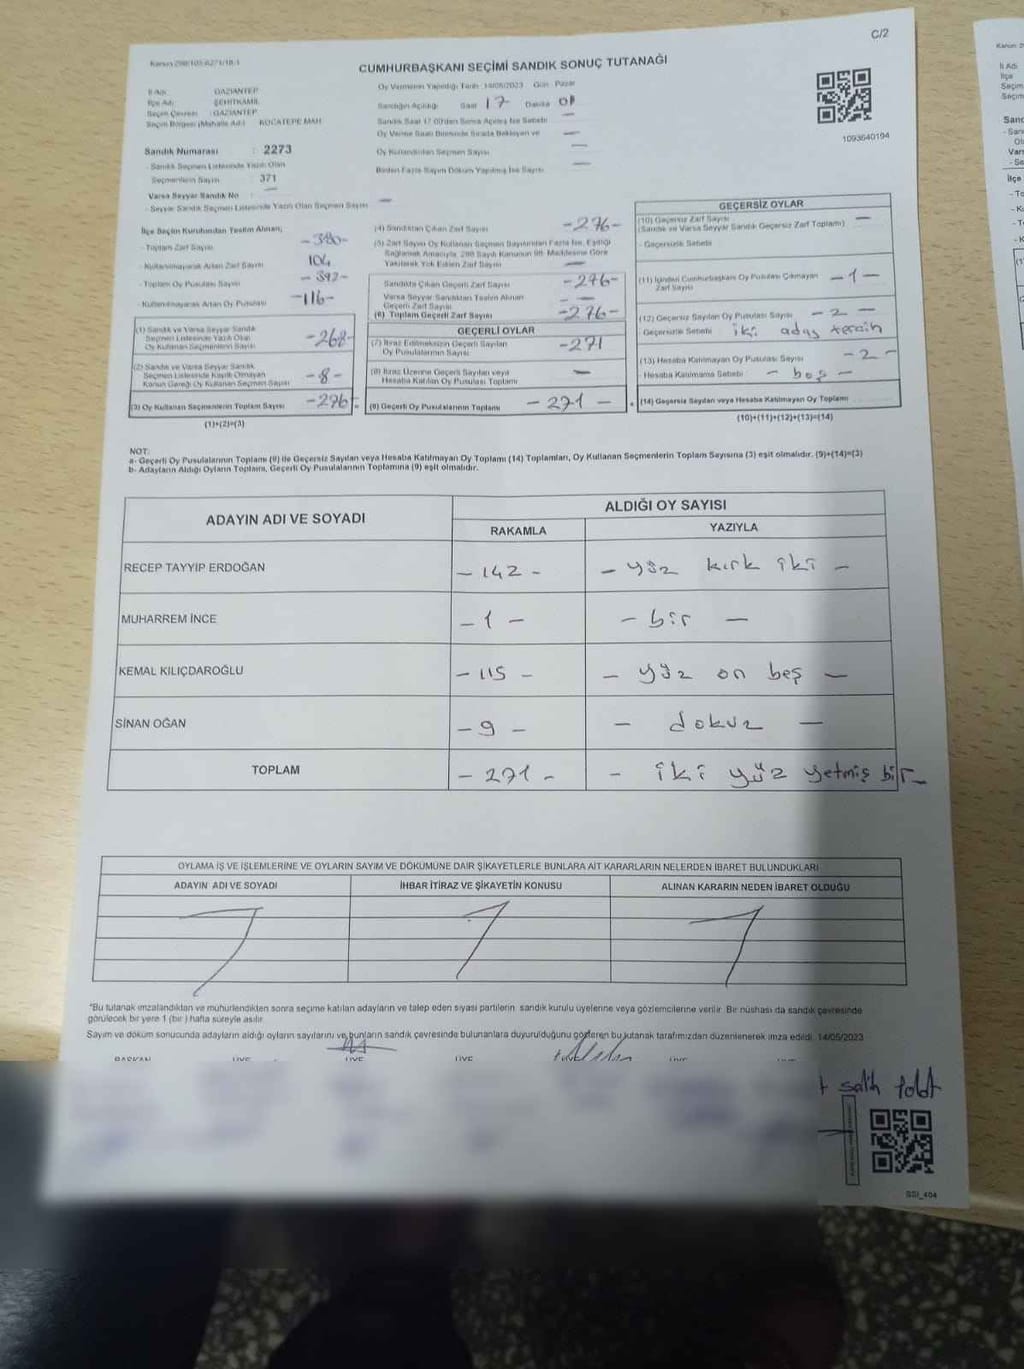 C/2
Kanun 298/105-6271/18-1
CUMHURBAŞKANI SEÇİMİ SANDIK SONUÇ TUTANAĞI
İl Adı: GAZİANTEP
İlçe Adı: ŞEHİTKAMİL
Seçim Çevresi: GAZİANTEP
Seçim Bölgesi (Mahalle Adı): KOCATEPE MAH
Sandık Numarası : 2273
- Sandık Seçmen Listesinde Yazılı Olan
Seçmenlerin Sayısı 371
Varsa Seyyar Sandık No : —
- Seyyar Sandık Seçmen Listesinde Yazılı Olan Seçmen Sayısı —
Oy Vermenin Yapıldığı Tarih: 14/05/2023 Gün: Pazar
Sandığın Açıldığı Saat 17 Dakika 01
Sandık Saat 17:00'den Sonra Açılmış İse Sebebi —
Oy Verme Saati Bitiminde Sırada Bekleyen ve —
Oy Kullandırılan Seçmen Sayısı —
Birden Fazla Sayım Döküm Yapılmış İse Sayısı —
1093640194
İlçe Seçim Kurulundan Teslim Alınan;
- Toplam Zarf Sayısı -380-
- Kullanılmayarak Artan Zarf Sayısı 104
- Toplam Oy Pusulası Sayısı -392-
- Kullanılmayarak Artan Oy Pusulası -116-
(1) Sandık ve Varsa Seyyar Sandık
Seçmen Listesinde Yazılı Olan
Oy Kullanan Seçmenlerin Sayısı -268-
(2) Sandık ve Varsa Seyyar Sandık
Seçmen Listesinde Kayıtlı Olmayan
Kanun Gereği Oy Kullanan Seçmen Sayısı -8-
(3) Oy Kullanan Seçmenlerin Toplam Sayısı -276-
(1)+(2)=(3)
(4) Sandıktan Çıkan Zarf Sayısı -276-
(5) Zarf Sayısı Oy Kullanan Seçmen Sayısından Fazla İse, Eşitliği
Sağlamak Amacıyla, 298 Sayılı Kanunun 98. Maddesine Göre
Yakılarak Yok Edilen Zarf Sayısı —
Sandıkta Çıkan Geçerli Zarf Sayısı -276-
Varsa Seyyar Sandıktan Teslim Alınan
Geçerli Zarf Sayısı — —
(6) Toplam Geçerli Zarf Sayısı -276-
GEÇERLİ OYLAR
(7) İtiraz Edilmeksizin Geçerli Sayılan
Oy Pusulalarının Sayısı -271
(8) İtiraz Üzerine Geçerli Sayılan veya
Hesaba Katılan Oy Pusulası Toplamı —
(9) Geçerli Oy Pusulalarının Toplamı - 271 -
GEÇERSİZ OYLAR
(10) Geçersiz Zarf Sayısı —
(Sandık ve Varsa Seyyar Sandık Geçersiz Zarf Toplamı)
- Geçersizlik Sebebi
(11) İçinden Cumhurbaşkanı Oy Pusulası Çıkmayan
Zarf Sayısı - 1 -
(12) Geçersiz Sayılan Oy Pusulası Sayısı - 2 -
Geçersizlik Sebebi iki aday tercih
(13) Hesaba Katılmayan Oy Pusulası Sayısı - 2 -
- Hesaba Katılmama Sebebi - boş -
(14) Geçersiz Sayılan veya Hesaba Katılmayan Oy Toplamı
(10)+(11)+(12)+(13)=(14)
NOT:
a- Geçerli Oy Pusulalarının Toplamı (9) ile Geçersiz Sayılan veya Hesaba Katılmayan Oy Toplamı (14) Toplamları, Oy Kullanan Seçmenlerin Toplam Sayısına (3) eşit olmalıdır. (9)+(14)=(3)
b- Adayların Aldığı Oyların Toplamı, Geçerli Oy Pusulalarının Toplamına (9) eşit olmalıdır.
ADAYIN ADI VE SOYADI
ALDIĞI OY SAYISI
RAKAMLA YAZIYLA
RECEP TAYYİP ERDOĞAN - 142 - - yüz kırk iki -
MUHARREM İNCE - 1 - - bir -
KEMAL KILIÇDAROĞLU - 115 - - yüz on beş -
SİNAN OĞAN - 9 - - dokuz -
TOPLAM - 271 - - iki yüz yetmiş bir -
OYLAMA İŞ VE İŞLEMLERİNE VE OYLARIN SAYIM VE DÖKÜMÜNE DAİR ŞİKAYETLERLE BUNLARA AİT KARARLARIN NELERDEN İBARET BULUNDUKLARI
ADAYIN ADI VE SOYADI İHBAR İTİRAZ VE ŞİKAYETİN KONUSU ALINAN KARARIN NEDEN İBARET OLDUĞU
*Bu tutanak imzalandıktan ve mühürlendikten sonra seçime katılan adayların ve talep eden siyasi partilerin sandık kurulu üyelerine veya gözlemcilerine verilir. Bir nüshası da sandık çevresinde
görülecek bir yere 1 (bir ) hafta süreyle asılır.
Sayım ve döküm sonucunda adayların aldığı oyların sayılarını ve bunların sandık çevresinde bulunanlara duyurulduğunu gösteren bu tutanak tarafımızdan düzenlenerek imza edildi. 14/05/2023
BAŞKAN ÜYE ÜYE ÜYE ÜYE
salih
SSI_404